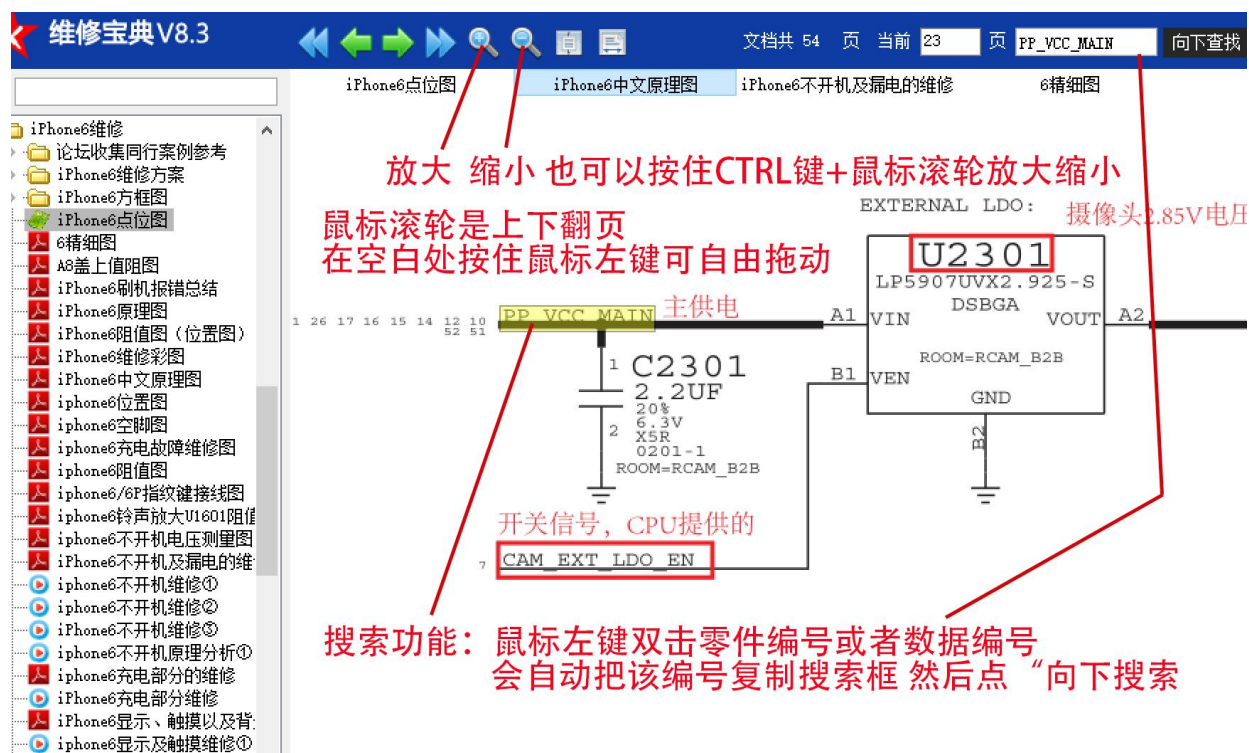 维修宝典V8.3
文档共 54 页 当前 23 页 PP_VCC_MAIN 向下查找
iPhone6点位图 iPhone6中文原理图 iPhone6不开机及漏电的维修 6精细图
iPhone6维修
论坛收集同行案例参考
iPhone6维修方案
iPhone6方框图
iPhone6点位图
6精细图
A8盖上值阻图
iPhone6刷机报错总结
iPhone6原理图
iPhone6阻值图（位置图）
iPhone6维修彩图
iPhone6中文原理图
iphone6位置图
iphone6空脚图
iphone6充电故障维修图
iphone6阻值图
iphone6/6P指纹键接线图
iphone6铃声放大U1601阻值
iphone6不开机电压测量图
iPhone6不开机及漏电的维
iphone6不开机维修①
iphone6不开机维修②
iPhone6不开机维修③
iphone6不开机原理分析①
iphone6充电部分的维修
iPhone6充电部分维修
iPhone6显示、触摸以及背
iphone6显示及触摸维修①
放大 缩小 也可以按住CTRL键+鼠标滚轮放大缩小
鼠标滚轮是上下翻页
在空白处按住鼠标左键可自由拖动
EXTERNAL LDO:
摄像头2.85V电压
U2301
LP5907UVX2.925-S
DSBGA
1 26 17 16 15 14 12 10
52 51
PP_VCC_MAIN
主供电
A1
VIN
VOUT
A2
ROOM=RCAM_B2B
B1
VEN
GND
B2
1
C2301
2.2UF
20%
6.3V
2
X5R
0201-1
ROOM=RCAM_B2B
开关信号，CPU提供的
7
CAM_EXT_LDO_EN
搜索功能：鼠标左键双击零件编号或者数据编号
会自动把该编号复制搜索框 然后点“向下搜索